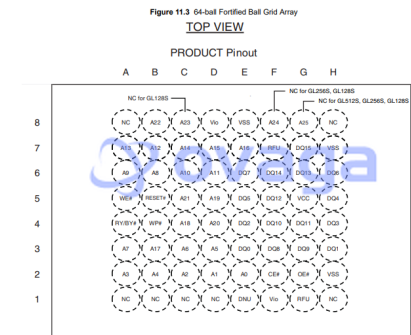 Figure 11.3 64-ball Fortified Ball Grid Array
TOP VIEW
PRODUCT Pinout
A B C D E F G H
NC for GL256S, GL128S
NC for GL128S
NC for GL512S, GL256S, GL128S
8 NC A22 A23 Vio VSS A24 A25 NC
7 A13 A12 A14 A15 A16 RFU DQ15 VSS
6 A9 A8 A10 A11 DQ7 DQ14 DQ13 DQ6
5 WE# RESET# A21 A19 DQ5 DQ12 VCC DQ4
4 RY/BY# WP# A18 A20 DQ2 DQ10 DQ11 DQ3
3 A7 A17 A6 A5 DQ0 DQ8 DQ9 DQ1
2 A3 A4 A2 A1 A0 CE# OE# VSS
1 NC NC NC NC DNU Vio RFU NC
ovaga